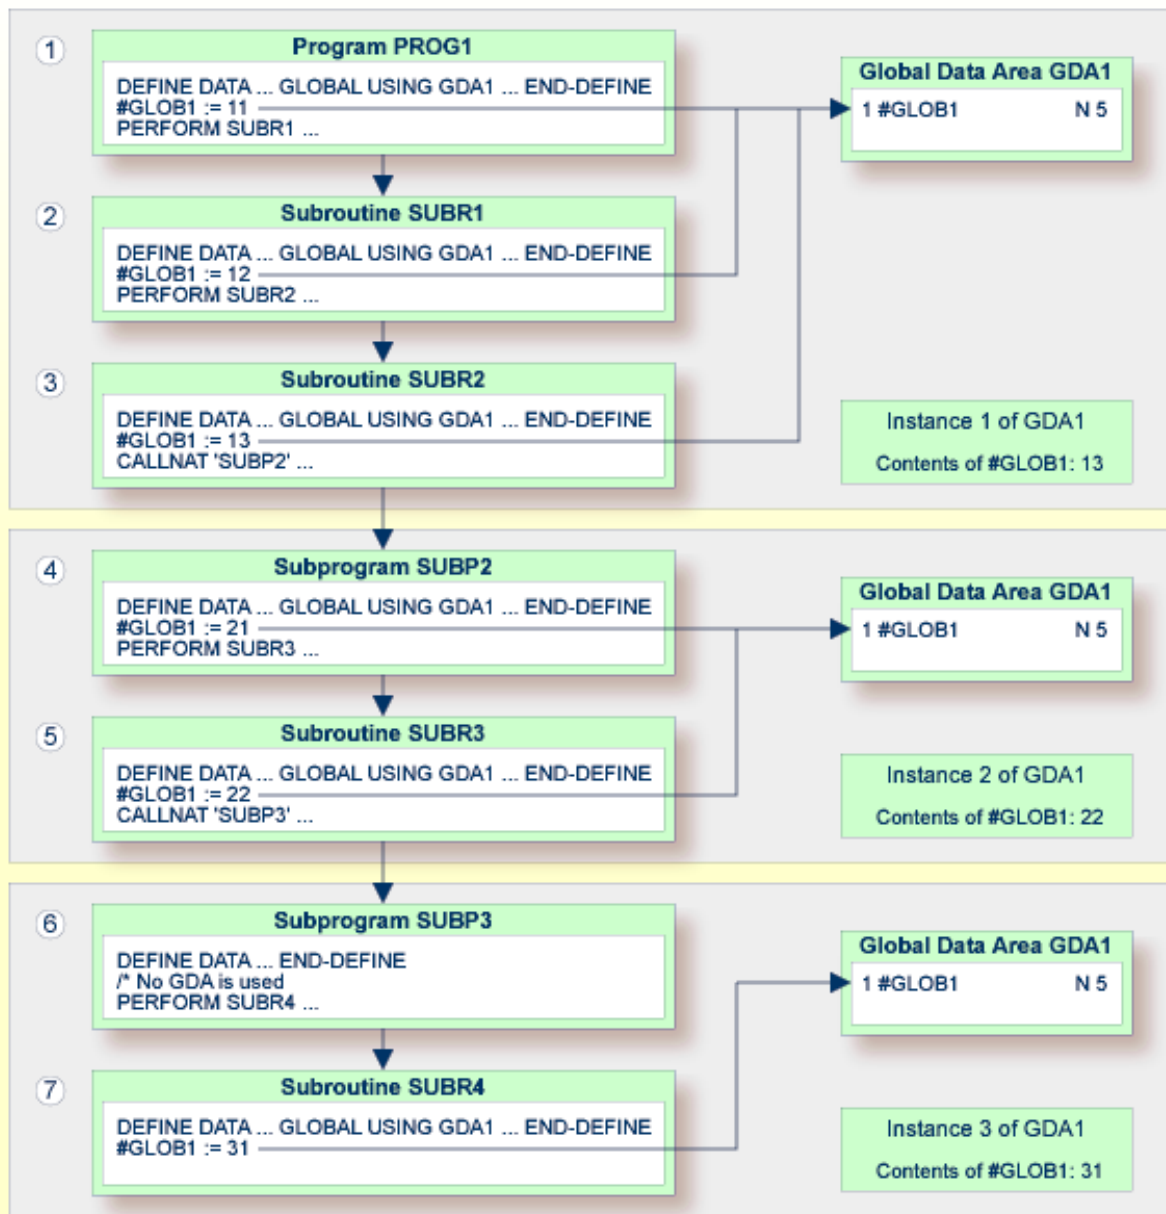 1
Program PROG1
DEFINE DATA ... GLOBAL USING GDA1 ... END-DEFINE
#GLOB1 := 11
PERFORM SUBR1 ...
Global Data Area GDA1
1 #GLOB1 N 5
2
Subroutine SUBR1
DEFINE DATA ... GLOBAL USING GDA1 ... END-DEFINE
#GLOB1 := 12
PERFORM SUBR2 ...
3
Subroutine SUBR2
DEFINE DATA ... GLOBAL USING GDA1 ... END-DEFINE
#GLOB1 := 13
CALLNAT 'SUBP2' ...
Instance 1 of GDA1
Contents of #GLOB1: 13
4
Subprogram SUBP2
DEFINE DATA ... GLOBAL USING GDA1 ... END-DEFINE
#GLOB1 := 21
PERFORM SUBR3 ...
Global Data Area GDA1
1 #GLOB1 N 5
5
Subroutine SUBR3
DEFINE DATA ... GLOBAL USING GDA1 ... END-DEFINE
#GLOB1 := 22
CALLNAT 'SUBP3' ...
Instance 2 of GDA1
Contents of #GLOB1: 22
6
Subprogram SUBP3
DEFINE DATA ... END-DEFINE
/* No GDA is used
PERFORM SUBR4 ...
Global Data Area GDA1
1 #GLOB1 N 5
7
Subroutine SUBR4
DEFINE DATA ... GLOBAL USING GDA1 ... END-DEFINE
#GLOB1 := 31
Instance 3 of GDA1
Contents of #GLOB1: 31